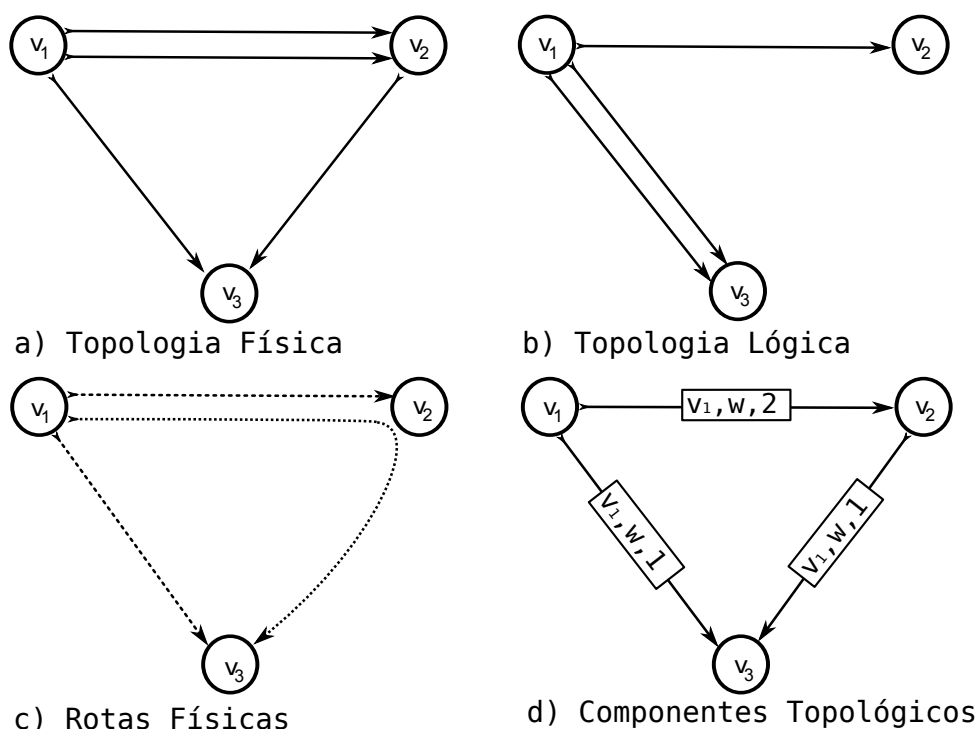 v1
v2
v3
a) Topologia Física
v1
v2
v3
b) Topologia Lógica
v1
v2
v3
c) Rotas Físicas
v1
v1,w,2
v2
v1,w,1
v1,w,1
v3
d) Componentes Topológicos